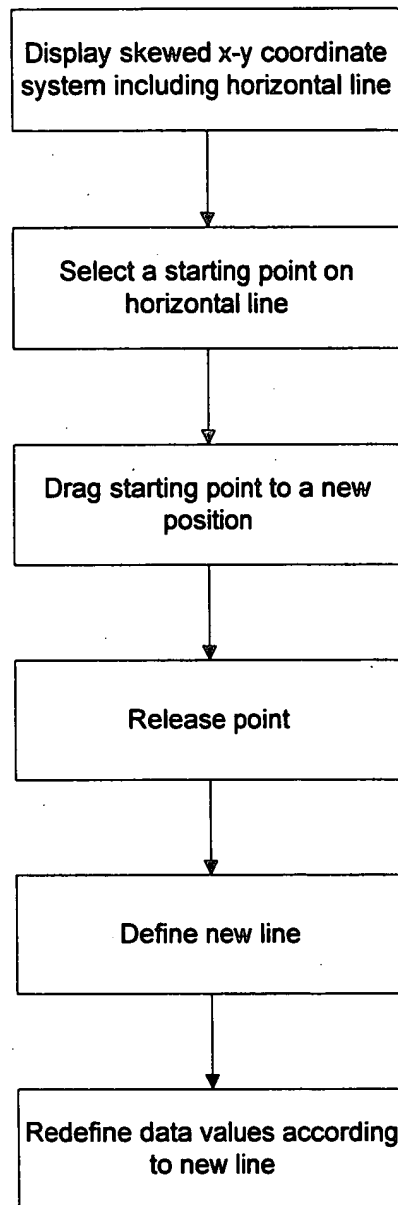 Display skewed x-y coordinate
system including horizontal line
Select a starting point on
horizontal line
Drag starting point to a new
position
Release point
Define new line
Redefine data values according
to new line